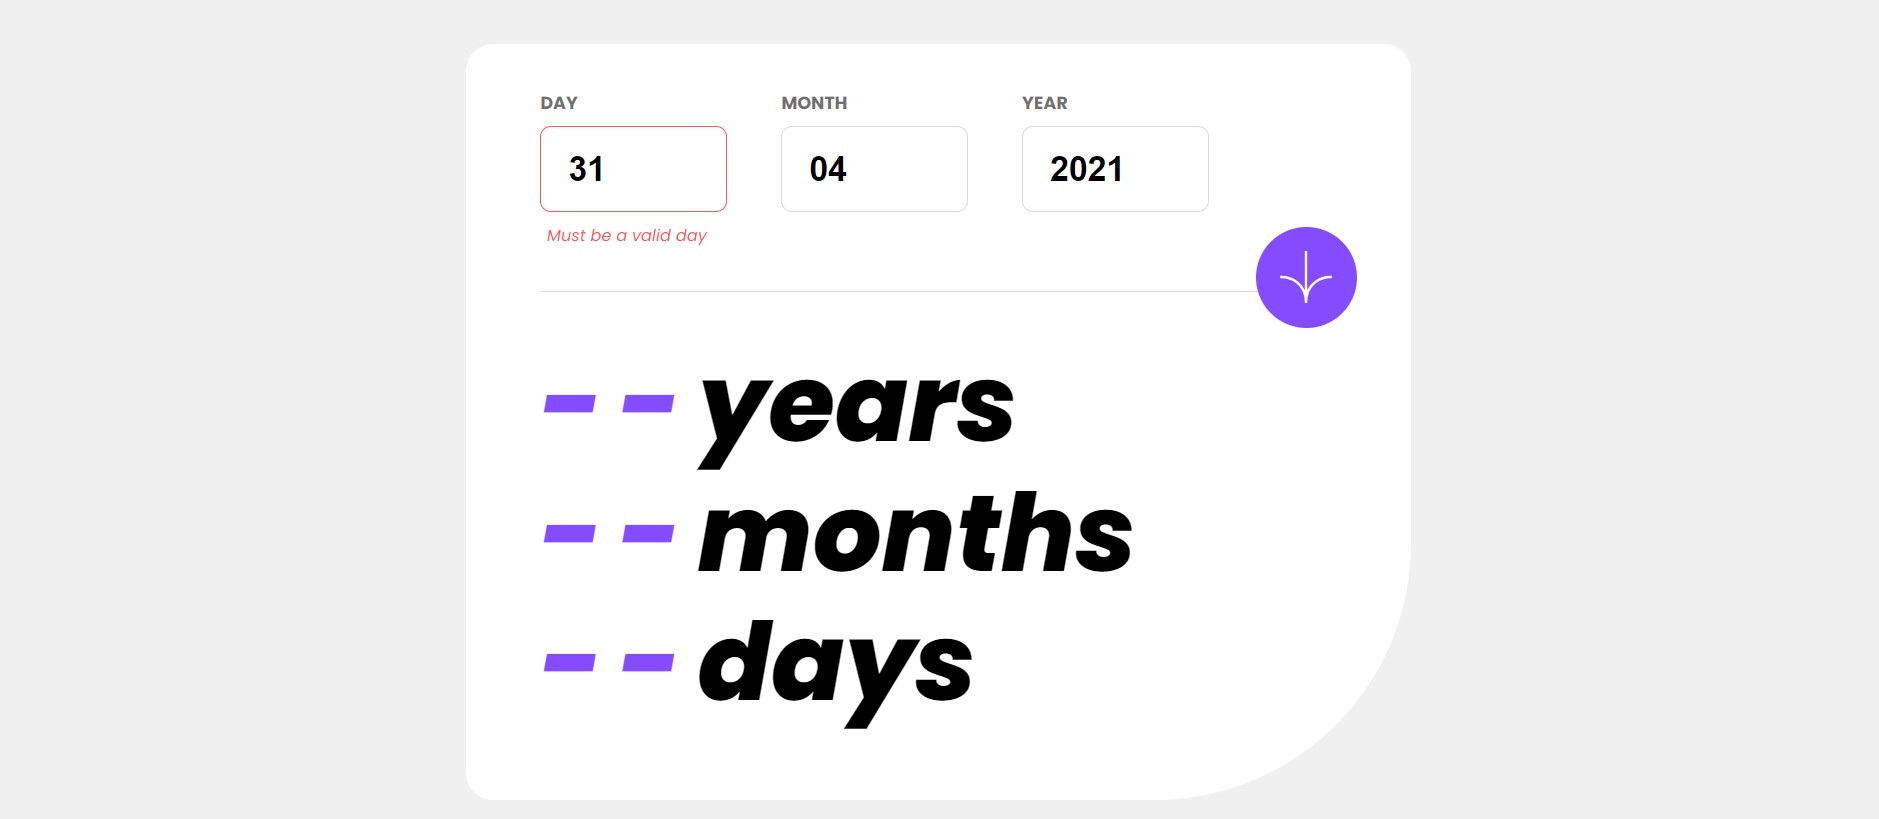 DAY MONTH YEAR
31 04 2021
Must be a valid day
-- years
-- months
-- days